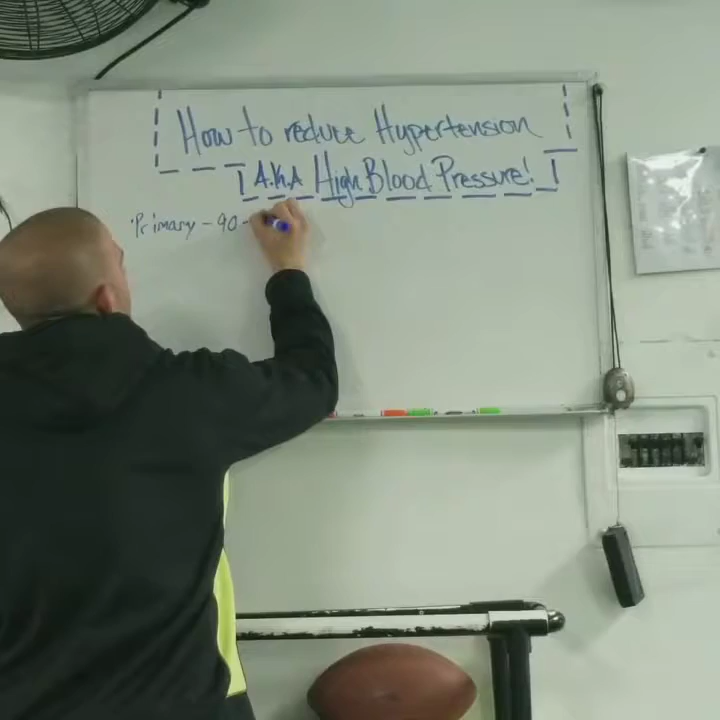 How to reduce Hypertension
A.K.A High Blood Pressure!
'Primary - 90 -